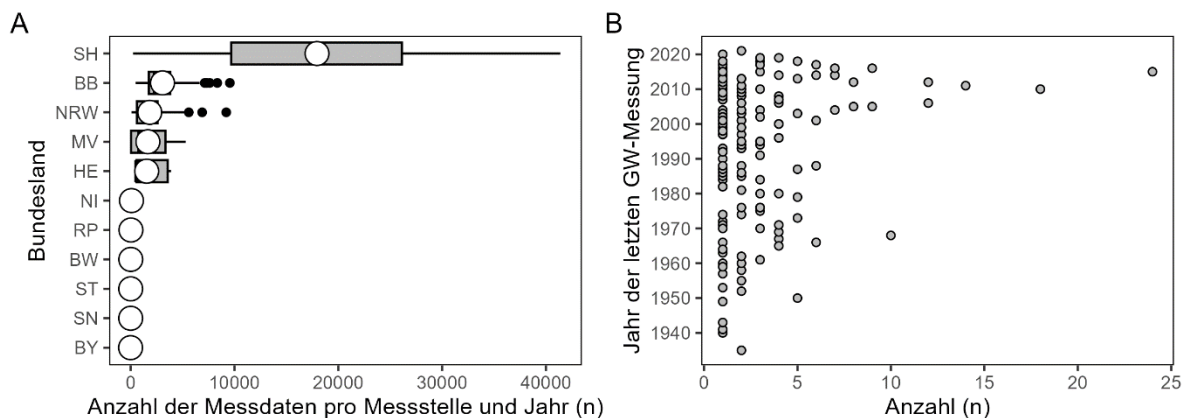 A
Bundesland
SH
BB
NRW
MV
HE
NI
RP
BW
ST
SN
BY
0 10000 20000 30000 40000
Anzahl der Messdaten pro Messstelle und Jahr (n)
B
Jahr der letzten GW-Messung
2020
2010
2000
1990
1980
1970
1960
1950
1940
0 5 10 15 20 25
Anzahl (n)